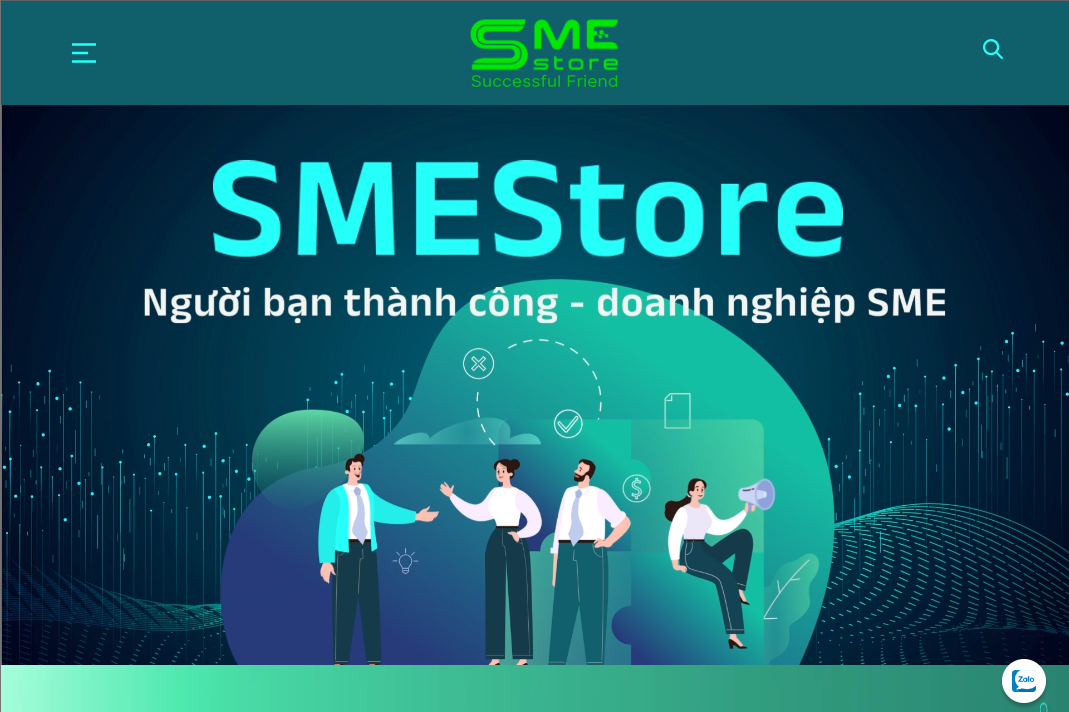 SME
store
Successful Friend
SMEStore
Người bạn thành công - doanh nghiệp SME
Zalo